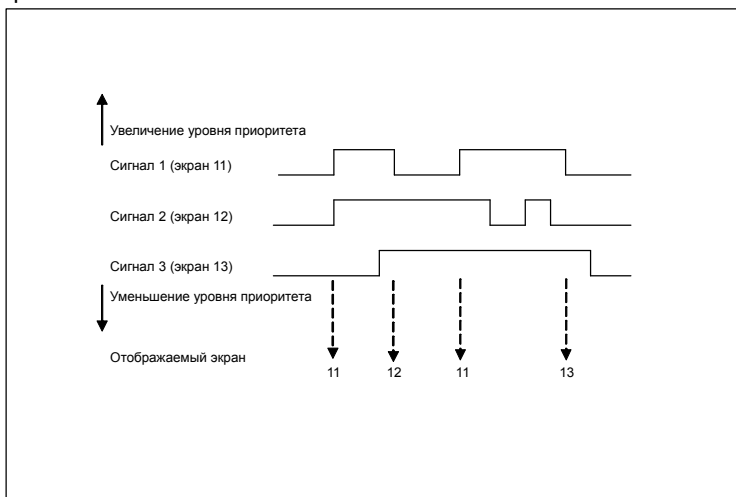 Увеличение уровня приоритета
Сигнал 1 (экран 11)
Сигнал 2 (экран 12)
Сигнал 3 (экран 13)
Уменьшение уровня приоритета
Отображаемый экран
11 12 11 13